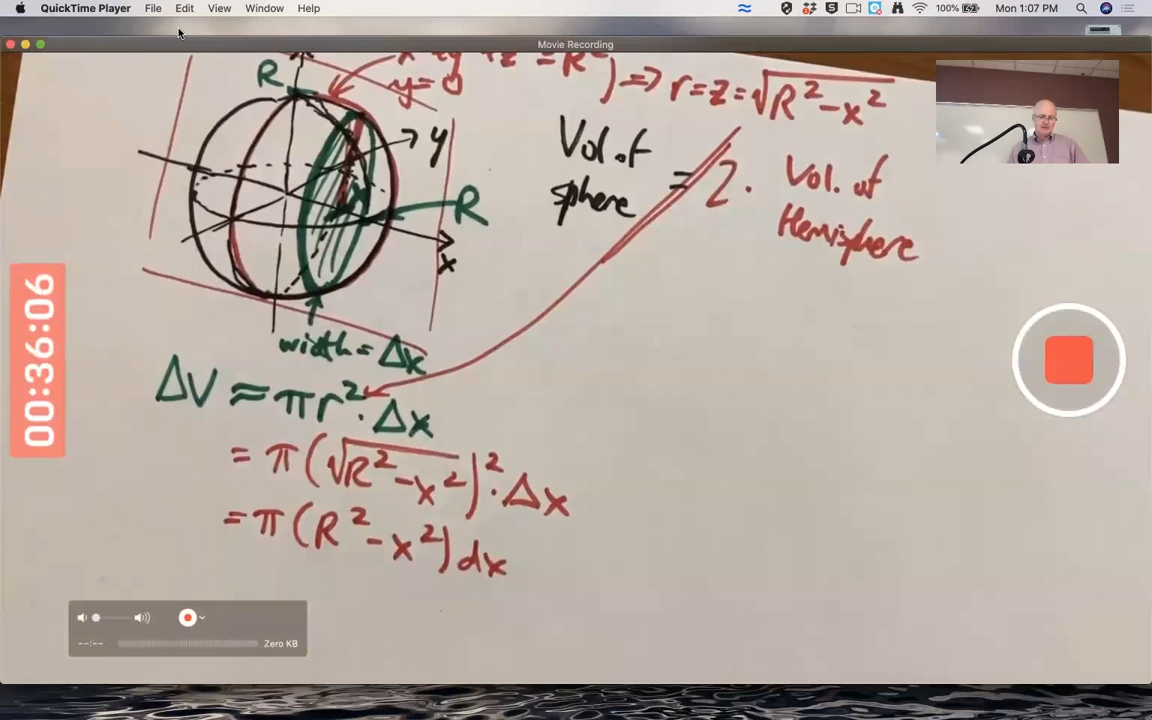 QuickTime Player File Edit View Window Help
100% Mon 1:07 PM
Movie Recording
R
y = y
=> r = z = √R² - x²
y
R
x
Vol. of
sphere = 2. Vol. of
Hemisphere
width = Δx
ΔV ≈ πr² · Δx
= π(√R² - x²)² · Δx
= π(R² - x²) dx
00:36:06
--:-- Zero KB